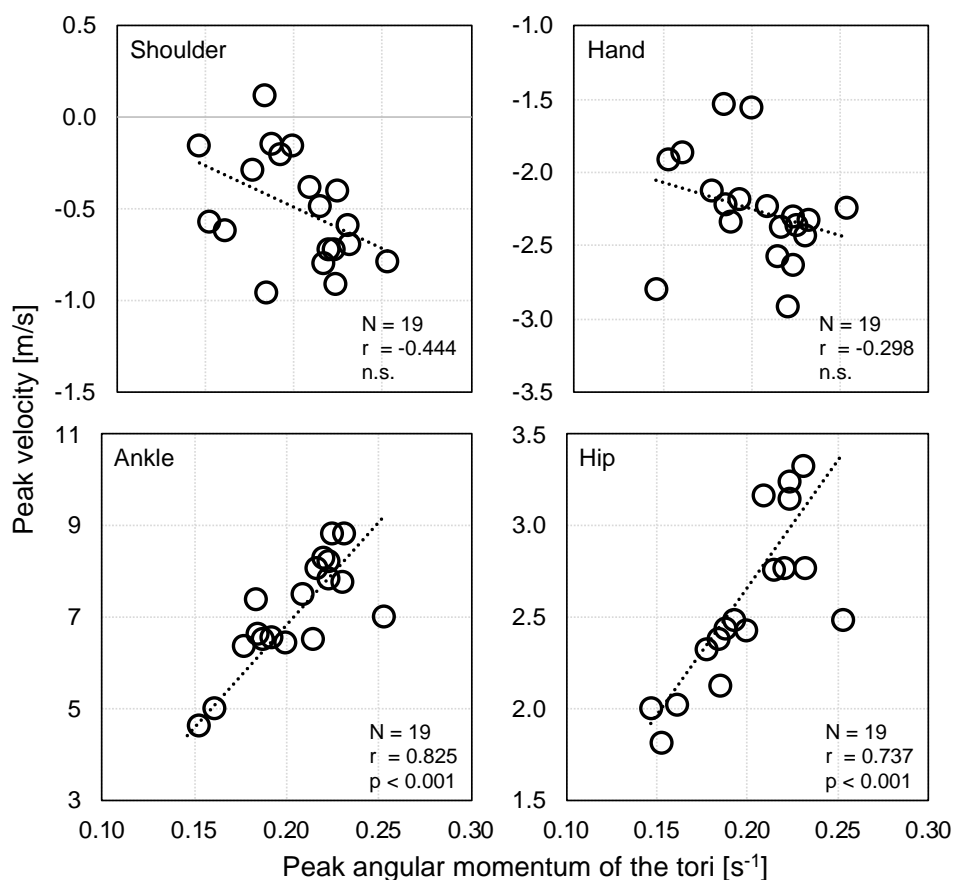 Shoulder
0.5
0.0
-0.5
-1.0
-1.5
N = 19
r = -0.444
n.s.
Hand
-1.0
-1.5
-2.0
-2.5
-3.0
-3.5
N = 19
r = -0.298
n.s.
Peak velocity [m/s]
Ankle
11
9
7
5
3
N = 19
r = 0.825
p < 0.001
0.10
0.15
0.20
0.25
0.30
Hip
3.5
3.0
2.5
2.0
1.5
N = 19
r = 0.737
p < 0.001
0.10
0.15
0.20
0.25
0.30
Peak angular momentum of the tori [s⁻¹]